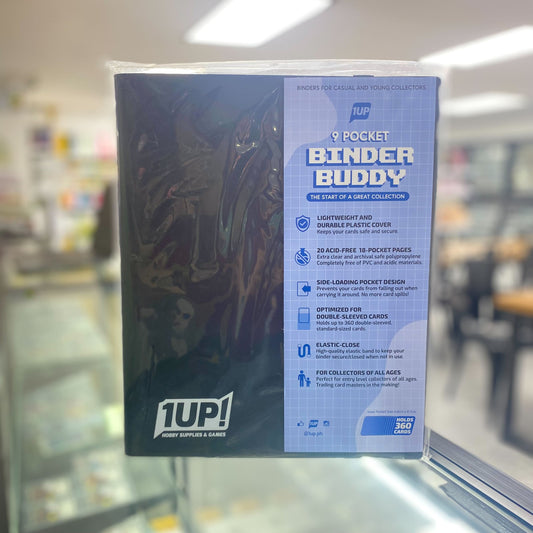 BINDERS FOR CASUAL AND YOUNG COLLECTORS
1UP
9 POCKET
BINDER
BUDDY
THE START OF A GREAT COLLECTION
LIGHTWEIGHT AND
DURABLE PLASTIC COVER
Keeps your cards safe and secure.
20 ACID-FREE 18-POCKET PAGES
Extra clear and archival safe polypropylene
Completely free of PVC and acidic materials.
SIDE-LOADING POCKET DESIGN
Prevents your cards from falling out when
carrying it around. No more card spills!
OPTIMIZED FOR
DOUBLE-SLEEVED CARDS
Holds up to 360 double-sleeved,
standard-sized cards.
ELASTIC-CLOSE
High-quality elastic band to keep your
binder secure/closed when not in use.
FOR COLLECTORS OF ALL AGES
Perfect for entry level collectors of all ages.
Trading card masters in the making!
1UP!
HOBBY SUPPLIES & GAMES
1UP
@1up.ph
HOLDS
360
CARDS